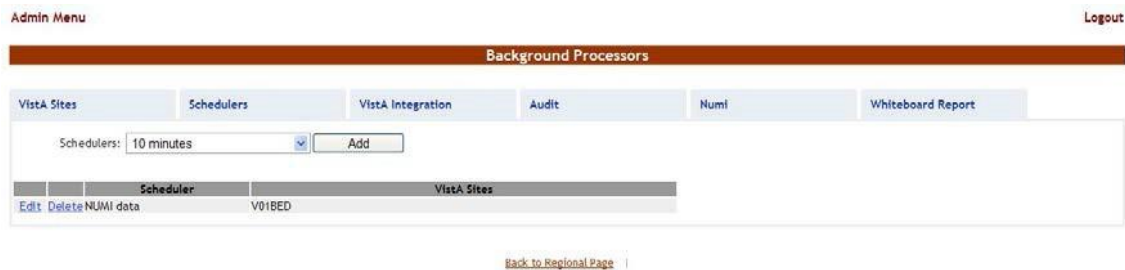 Admin Menu Logout
Background Processors
VistA Sites Schedulers VistA Integration Audit Numi Whiteboard Report
Schedulers: 10 minutes Add
Scheduler VistA Sites
Edit Delete NUMI data V01BED
Back to Regional Page |